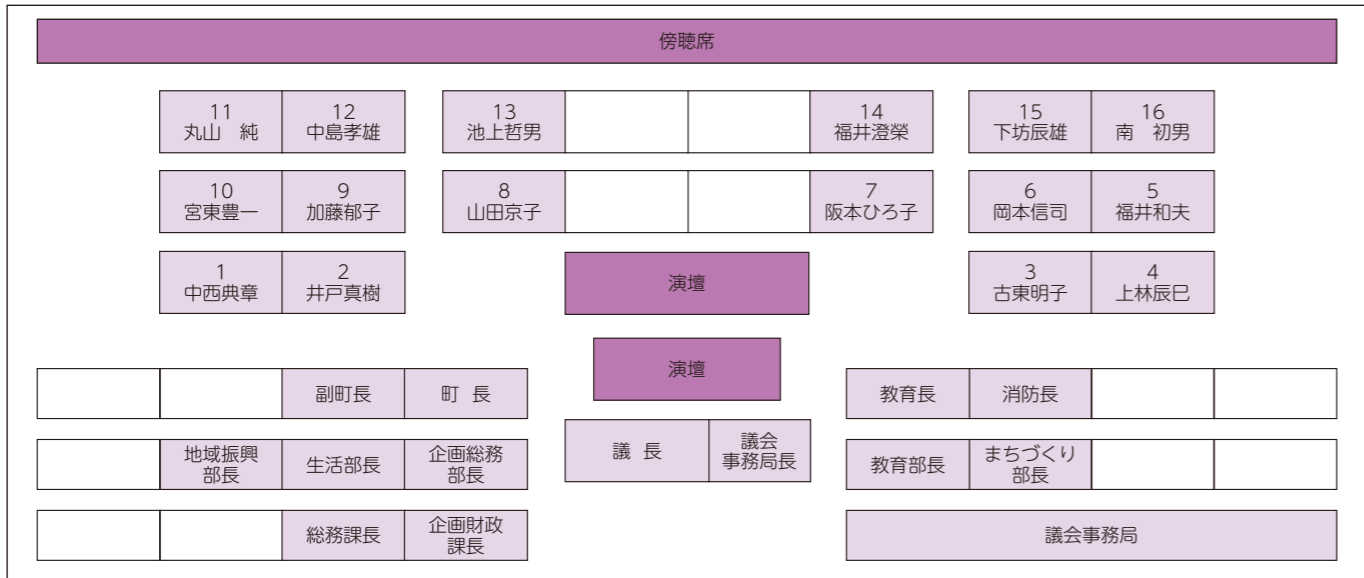 傍聴席
11
丸山　純
12
中島孝雄
13
池上哲男
14
福井澄榮
15
下坊辰雄
16
南　初男
10
宮東豊一
9
加藤郁子
8
山田京子
7
阪本ひろ子
6
岡本信司
5
福井和夫
1
中西典章
2
井戸真樹
演壇
3
古東明子
4
上林辰巳
演壇
副町長
町 長
教育長
消防長
議 長
議会
事務局長
地域振興
部長
生活部長
企画総務
部長
教育部長
まちづくり
部長
総務課長
企画財政
課長
議会事務局